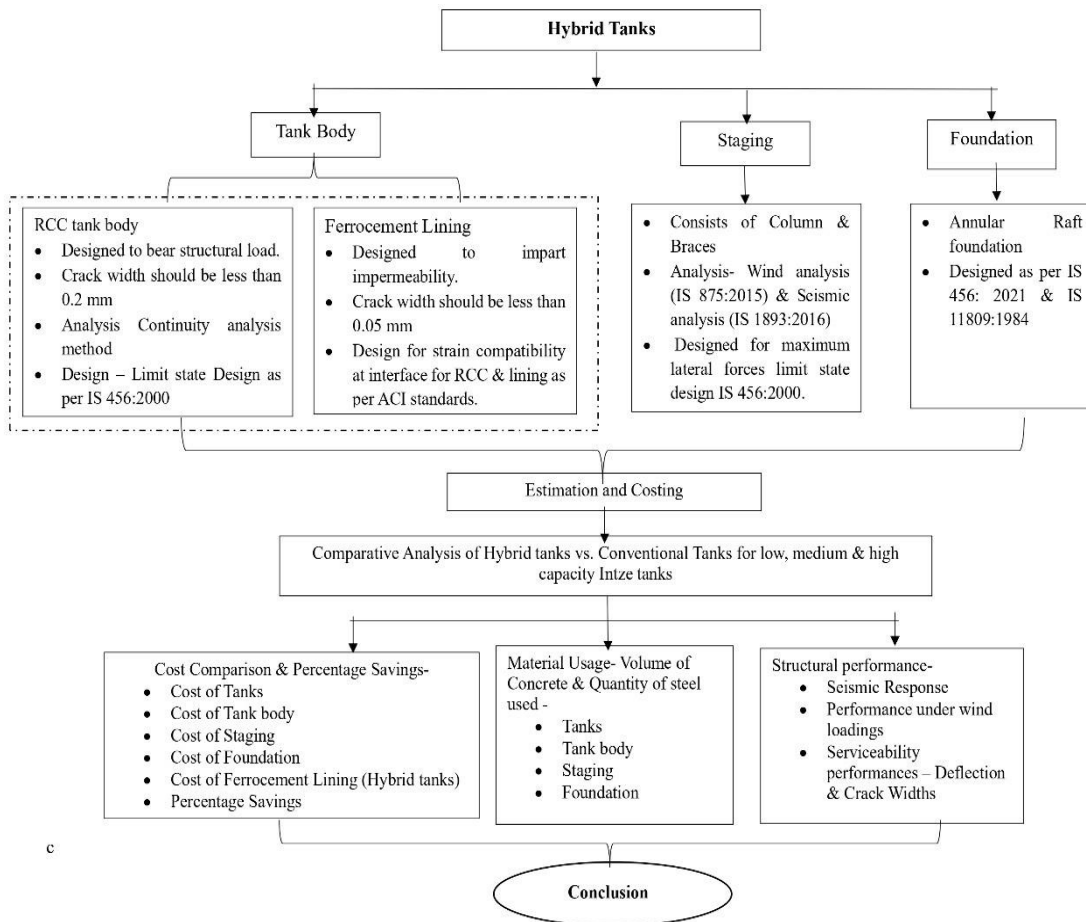 Hybrid Tanks
Tank Body
Staging
Foundation
RCC tank body
• Designed to bear structural load.
• Crack width should be less than
0.2 mm
• Analysis Continuity analysis
method
• Design – Limit state Design as
per IS 456:2000
Ferrocement Lining
• Designed to impart
impermeability.
• Crack width should be less than
0.05 mm
• Design for strain compatibility
at interface for RCC & lining as
per ACI standards.
• Consists of Column &
Braces
• Analysis- Wind analysis
(IS 875:2015) & Seismic
analysis (IS 1893:2016)
• Designed for maximum
lateral forces limit state
design IS 456:2000.
• Annular Raft
foundation
• Designed as per IS
456: 2021 & IS
11809:1984
Estimation and Costing
Comparative Analysis of Hybrid tanks vs. Conventional Tanks for low, medium & high
capacity Intze tanks
Cost Comparison & Percentage Savings-
• Cost of Tanks
• Cost of Tank body
• Cost of Staging
• Cost of Foundation
• Cost of Ferrocement Lining (Hybrid tanks)
• Percentage Savings
Material Usage- Volume of
Concrete & Quantity of steel
used -
• Tanks
• Tank body
• Staging
• Foundation
Structural performance-
• Seismic Response
• Performance under wind
loadings
• Serviceability
performances – Deflection
& Crack Widths
c
Conclusion